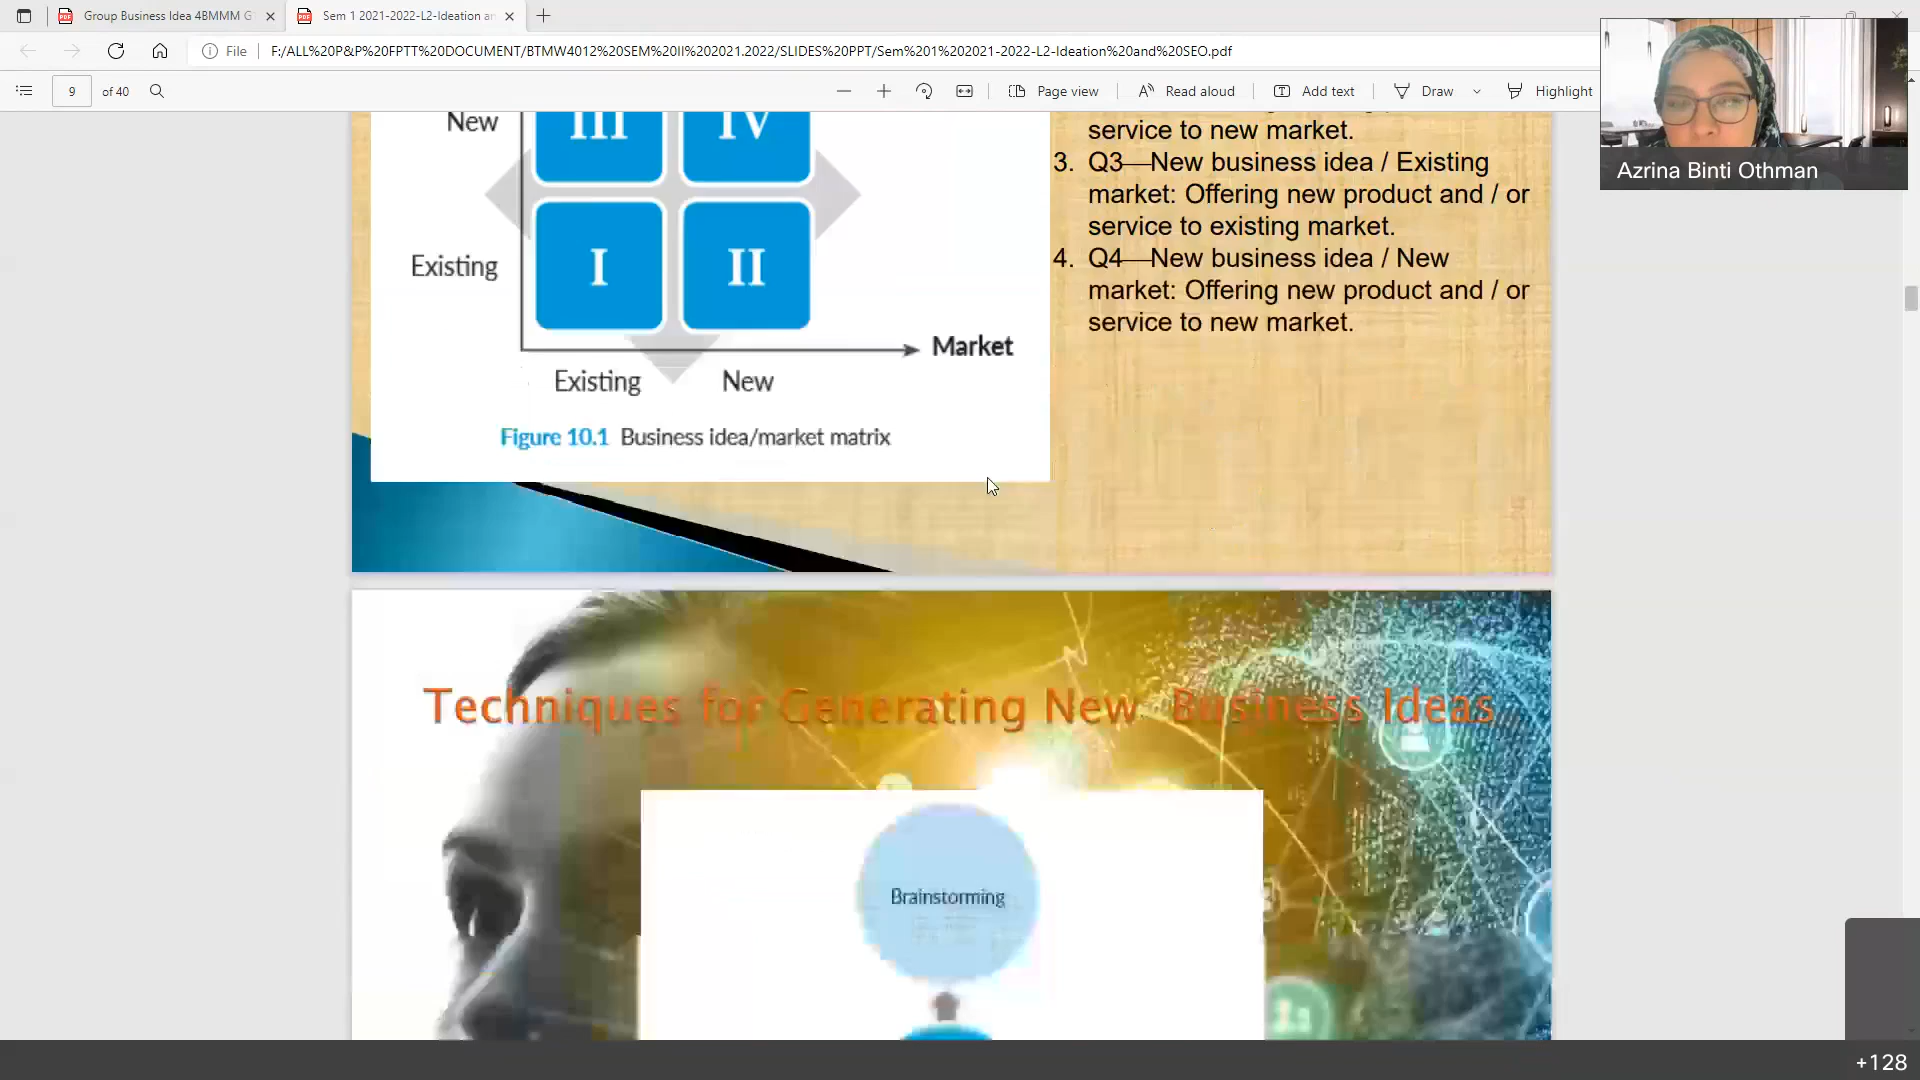 Group Business Idea 4BMMM G
Sem 1 2021-2022-L2-Ideation an
File
F:/ALL%20P&P%20FPTT%20DOCUMENT/BTMW4012%20SEM%20II%202021.2022/SLIDES%20PPT/Sem%201%202021-2022-L2-Ideation%20and%20SEO.pdf
9 of 40
Page view
Read aloud
Add text
Draw
Highlight
Azrina Binti Othman
New
III
IV
Existing
I
II
Market
Existing
New
Figure 10.1 Business idea/market matrix
service to new market.
3. Q3—New business idea / Existing
market: Offering new product and / or
service to existing market.
4. Q4—New business idea / New
market: Offering new product and / or
service to new market.
Techniques for Generating New Business Ideas
Brainstorming
+128